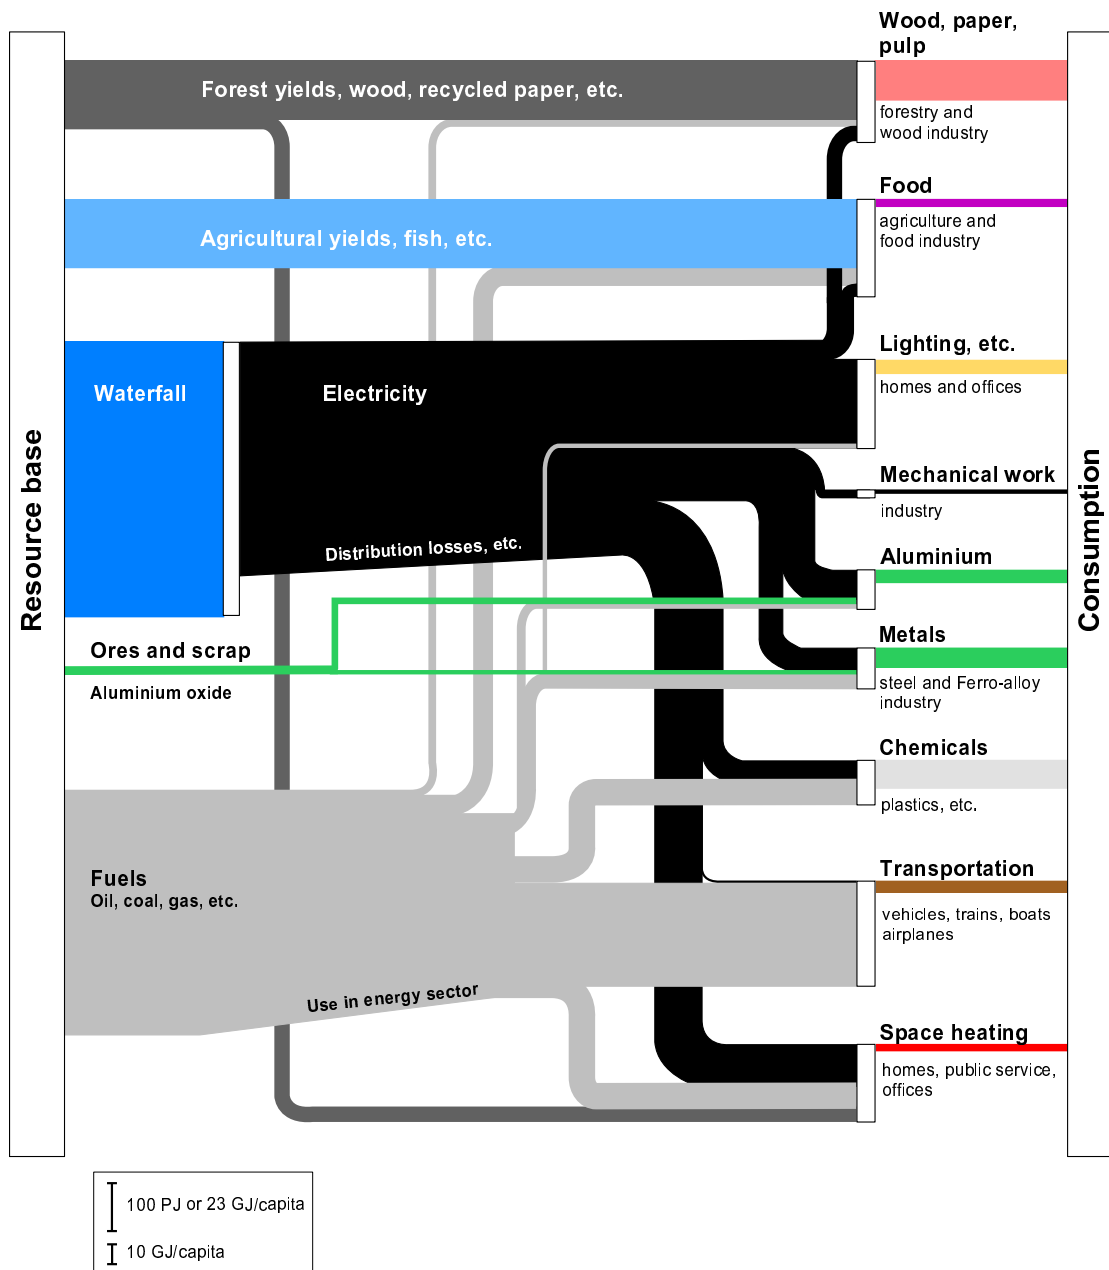 Resource base
Wood, paper,
pulp
Forest yields, wood, recycled paper, etc.
forestry and
wood industry
Food
Agricultural yields, fish, etc.
agriculture and
food industry
Lighting, etc.
Waterfall
Electricity
homes and offices
Mechanical work
industry
Distribution losses, etc.
Aluminium
Consumption
Ores and scrap
Aluminium oxide
Metals
steel and Ferro-alloy
industry
Chemicals
plastics, etc.
Fuels
Oil, coal, gas, etc.
Transportation
vehicles, trains, boats
airplanes
Use in energy sector
Space heating
homes, public service,
offices
100 PJ or 23 GJ/capita
10 GJ/capita